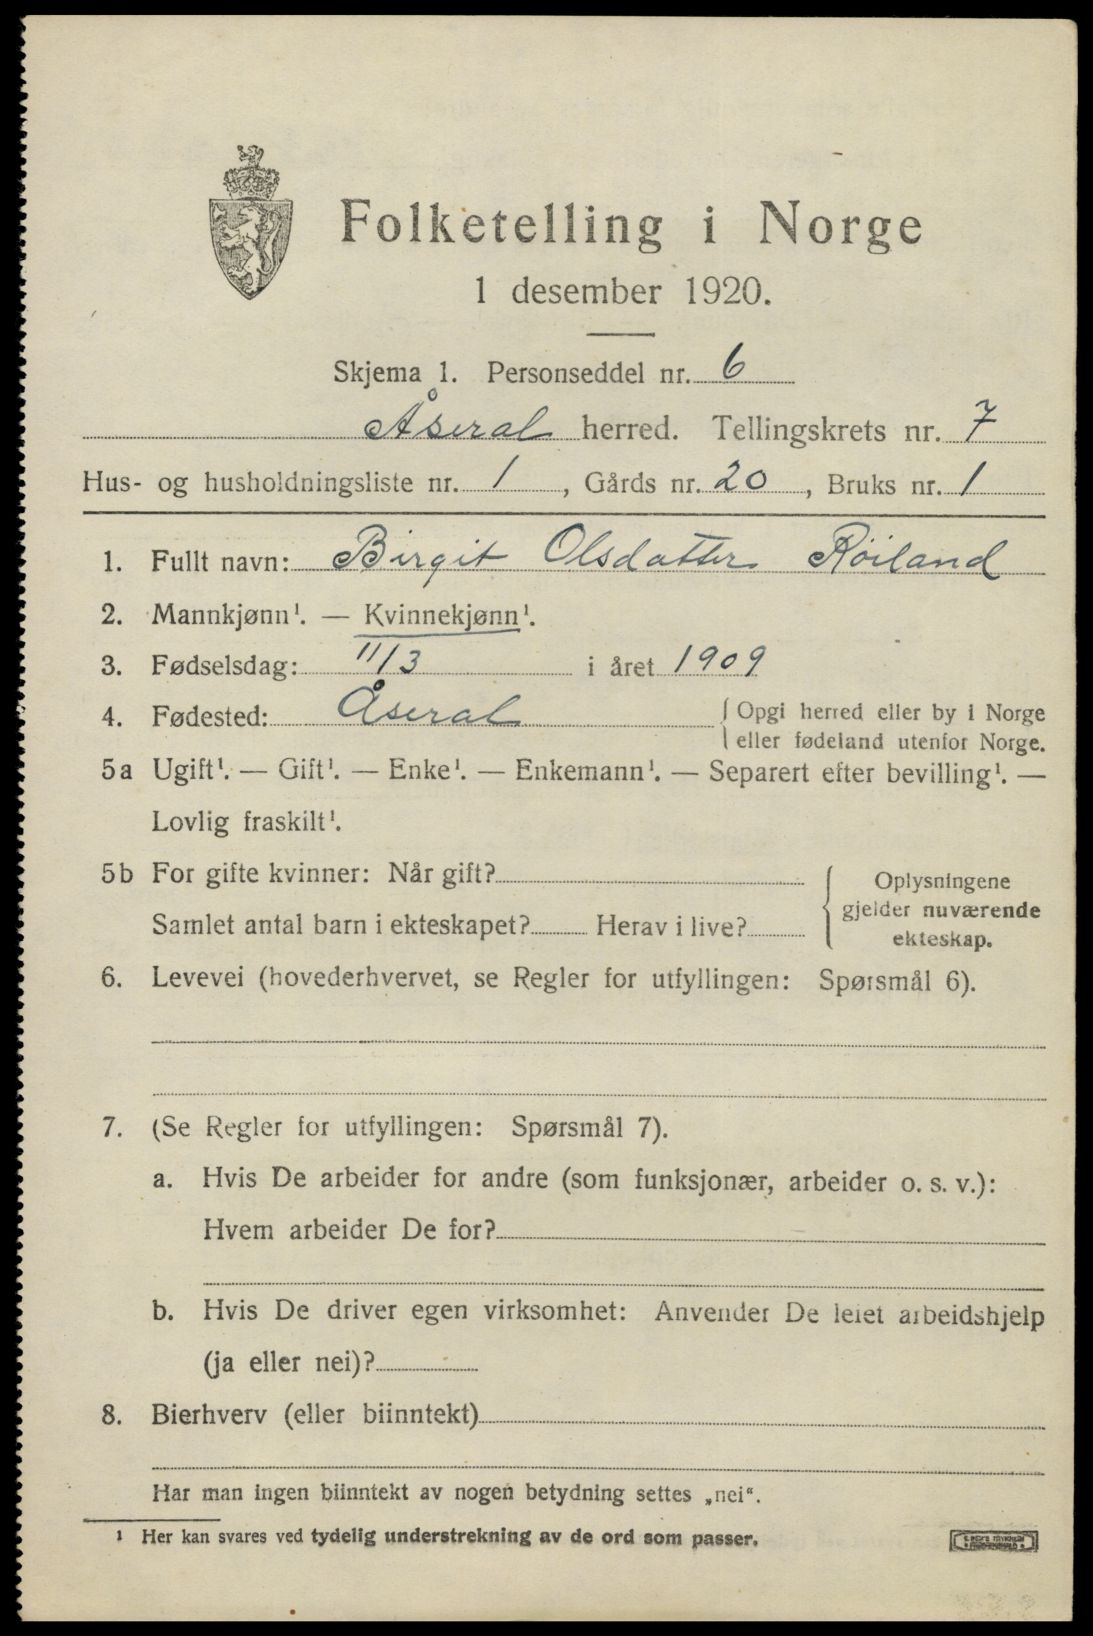 Folketelling i Norge
1 desember 1920.
Skjema 1. Personseddel nr. 6
Åseral herred. Tellingskrets nr. 7
Hus- og husholdningsliste nr. 1, Gårds nr. 20, Bruks nr. 1
1. Fullt navn: Birgit Olsdatter Röiland
2. Mannkjønn¹. — Kvinnekjønn¹.
3. Fødselsdag: 11/3 i året 1909
4. Fødested: Åseral { Opgi herred eller by i Norge
eller fødeland utenfor Norge.
5a Ugift¹. — Gift¹. — Enke¹. — Enkemann¹. — Separert efter bevilling¹. —
Lovlig fraskilt¹.
5b For gifte kvinner: Når gift?
Samlet antal barn i ekteskapet? Herav i live?
{ Oplysningene
gjelder nuværende
ekteskap.
6. Levevei (hovederhvervet, se Regler for utfyllingen: Spørsmål 6).
7. (Se Regler for utfyllingen: Spørsmål 7).
a. Hvis De arbeider for andre (som funksjonær, arbeider o. s. v.):
Hvem arbeider De for?
b. Hvis De driver egen virksomhet: Anvender De leiet arbeidshjelp
(ja eller nei)?
8. Bierhverv (eller biinntekt)
Har man ingen biinntekt av nogen betydning settes „nei".
¹ Her kan svares ved tydelig understrekning av de ord som passer.